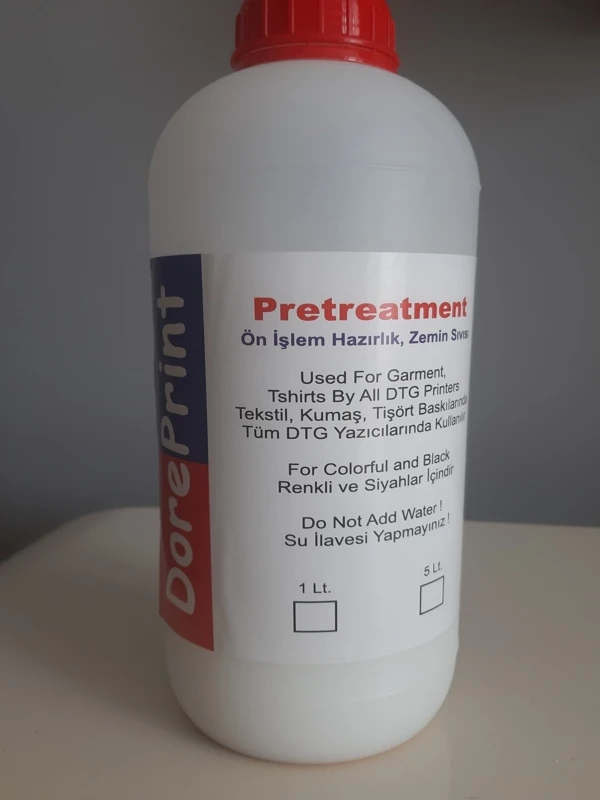 DorePrint
Pretreatment
Ön İşlem Hazırlık, Zemin Sıvısı
Used For Garment,
Tshirts By All DTG Printers
Tekstil, Kumaş, Tişört Baskılarında
Tüm DTG Yazıcılarında Kullanılır
For Colorful and Black
Renkli ve Siyahlar İçindir
Do Not Add Water !
Su İlavesi Yapmayınız !
1 Lt.
5 Lt.